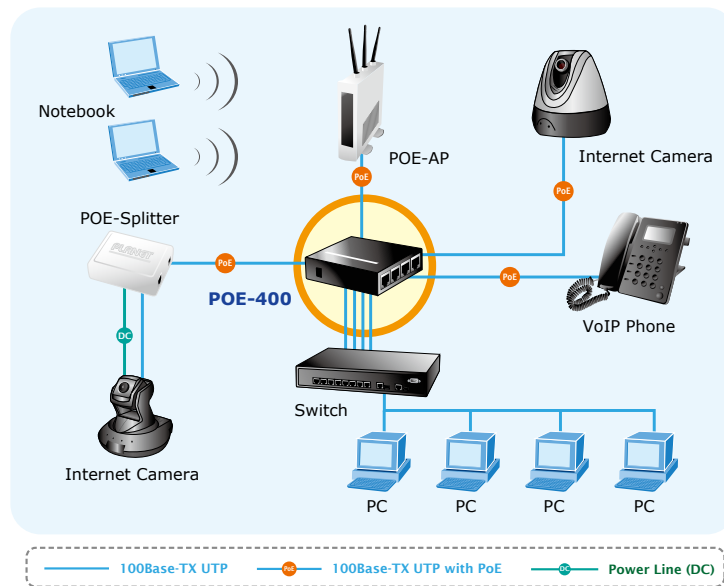 Notebook
POE-AP
Internet Camera
PoE
PoE
POE-Splitter
PLANET
PoE
POE-400
PoE
VoIP Phone
DC
Switch
Internet Camera
PC
PC
PC
PC
100Base-TX UTP
PoE
100Base-TX UTP with PoE
DC
Power Line (DC)